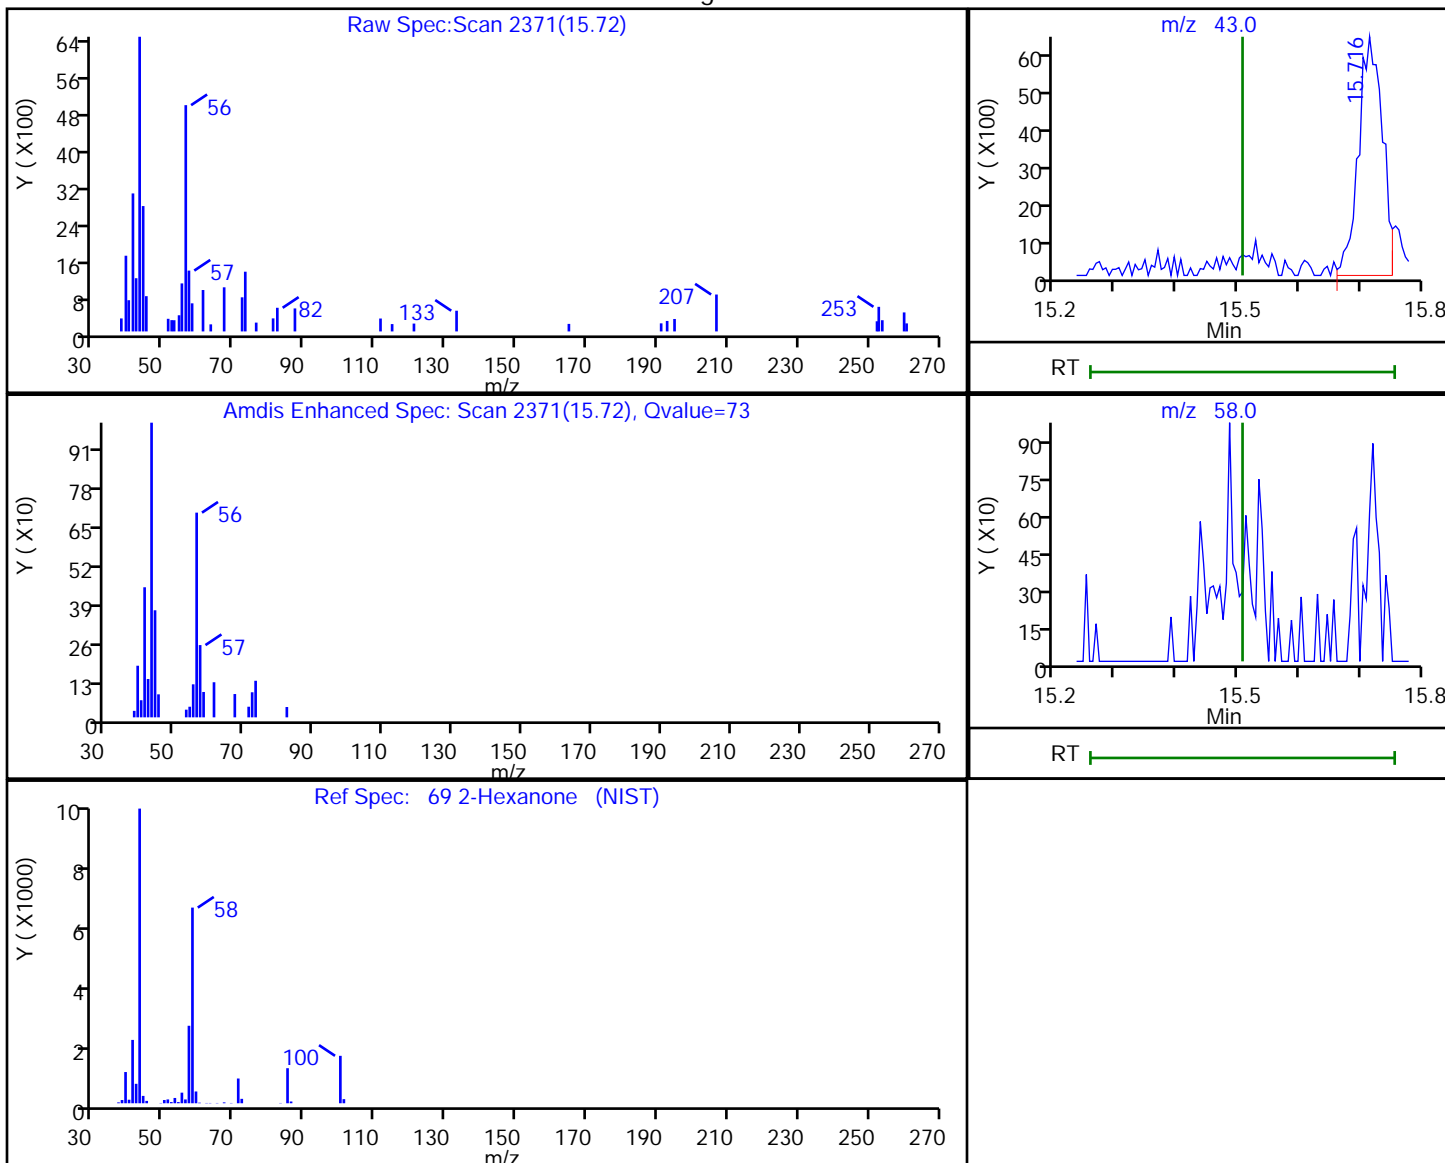 Raw Spec:Scan 2371(15.72)
Y ( X100)
64
56
48
40
32
24
16
8
0
56
57
82
133
207
253
30 50 70 90 110 130 150 170 190 210 230 250 270
m/z
m/z 43.0
Y ( X100)
60
50
40
30
20
10
0
15.716
15.2 15.5 15.8
Min
RT
Amdis Enhanced Spec: Scan 2371(15.72), Qvalue=73
Y ( X10)
91
78
65
52
39
26
13
0
56
57
30 50 70 90 110 130 150 170 190 210 230 250 270
m/z
m/z 58.0
Y ( X10)
90
75
60
45
30
15
0
15.2 15.5 15.8
Min
RT
Ref Spec: 69 2-Hexanone (NIST)
Y ( X1000)
10
8
6
4
2
0
58
100
30 50 70 90 110 130 150 170 190 210 230 250 270
m/z